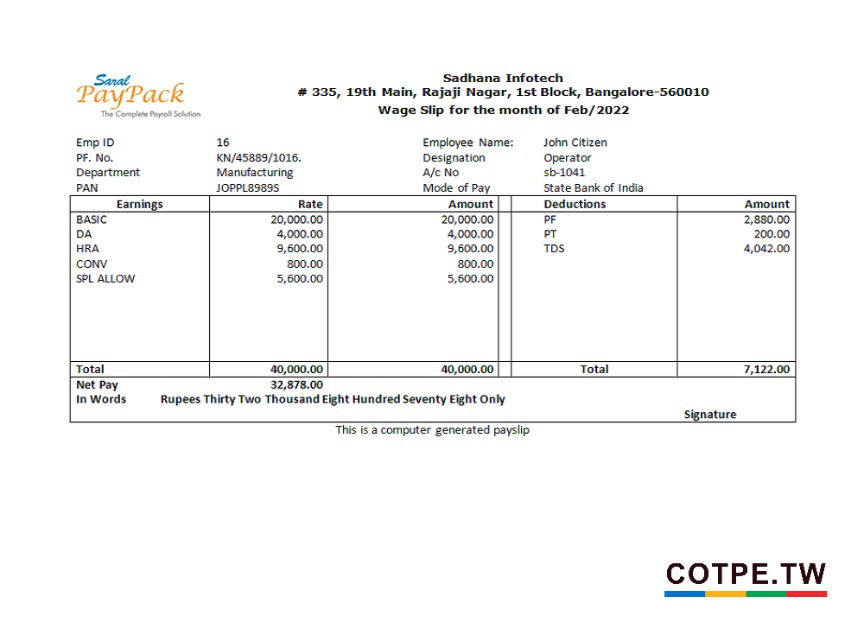 Saral
PayPack
The Complete Payroll Solution
Sadhana Infotech
# 335, 19th Main, Rajaji Nagar, 1st Block, Bangalore-560010
Wage Slip for the month of Feb/2022
Emp ID 16 Employee Name: John Citizen
PF. No. KN/45889/1016. Designation Operator
Department Manufacturing A/c No sb-1041
PAN JOPPL8989S Mode of Pay State Bank of India
Earnings Rate Amount Deductions Amount
BASIC 20,000.00 20,000.00 PF 2,880.00
DA 4,000.00 4,000.00 PT 200.00
HRA 9,600.00 9,600.00 TDS 4,042.00
CONV 800.00 800.00
SPL ALLOW 5,600.00 5,600.00
Total 40,000.00 40,000.00 Total 7,122.00
Net Pay 32,878.00
In Words Rupees Thirty Two Thousand Eight Hundred Seventy Eight Only
Signature
This is a computer generated payslip
COTPE.TW